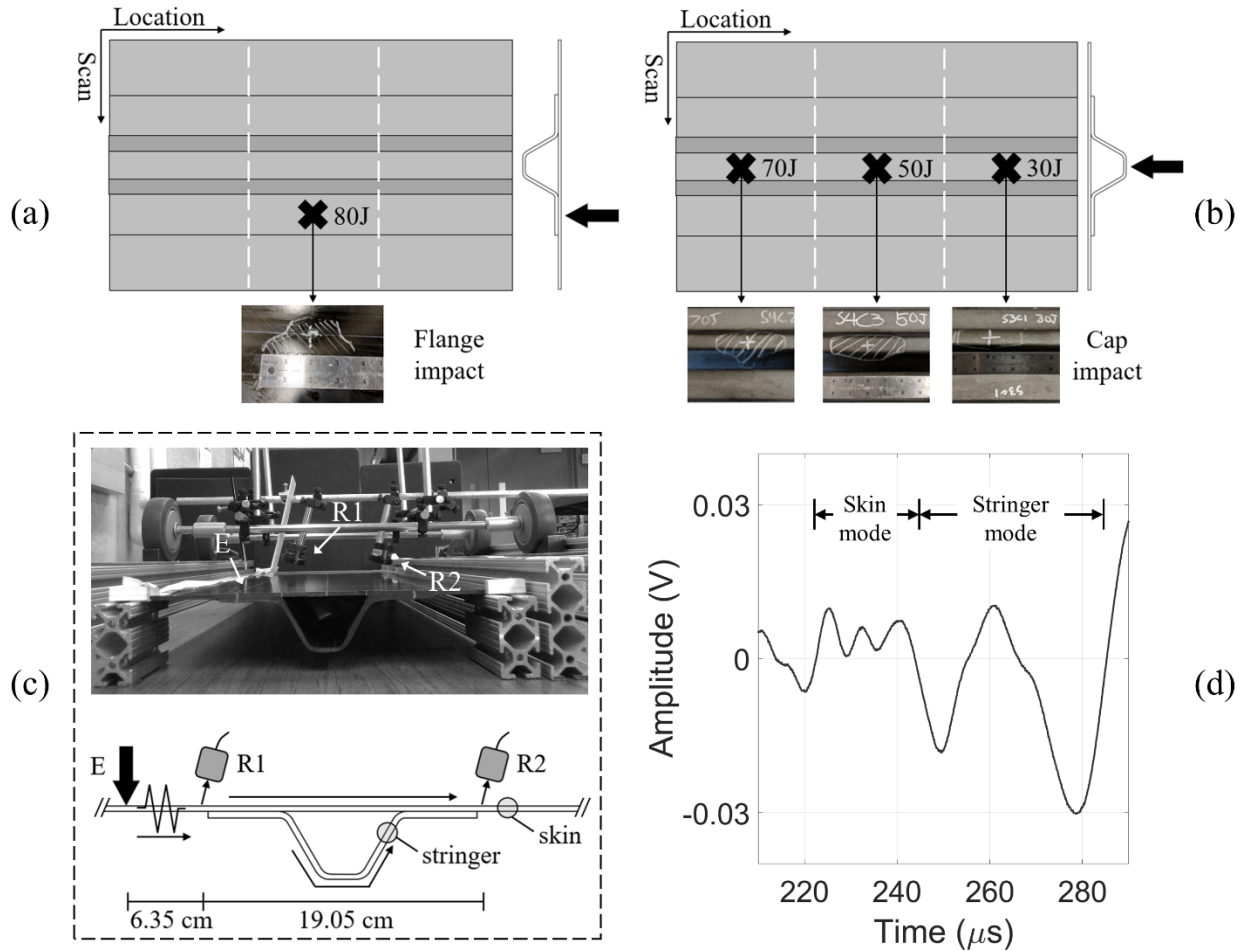 Location
Scan
(a)
80J
Flange
impact
Location
Scan
70J
50J
30J
(b)
70J S4C2
S4C3 50J
S3C1 30J
S3C1
Cap
impact
(c)
E
R1
R2
E
R1
R2
skin
stringer
6.35 cm
19.05 cm
0.03
0
-0.03
Amplitude (V)
Skin
mode
Stringer
mode
220
240
260
280
Time (μs)
(d)